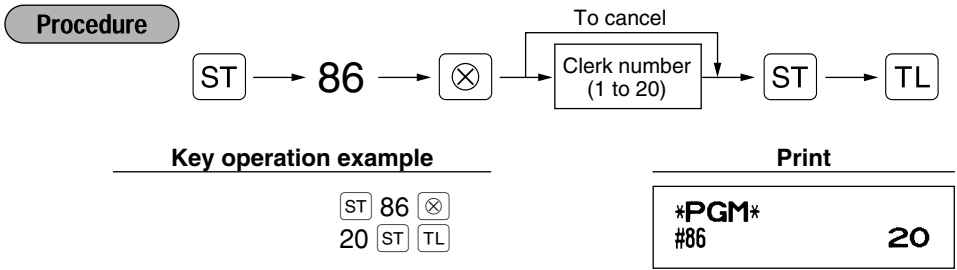 Procedure
To cancel
ST 86 ⊗ Clerk number (1 to 20) ST TL
Key operation example
ST 86 ⊗
20 ST TL
Print
*PGM*
#86 20